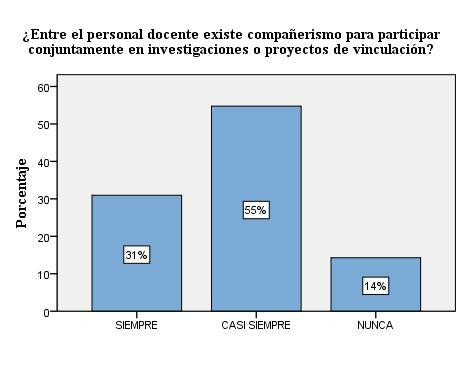 ¿Entre el personal docente existe compañerismo para participar
conjuntamente en investigaciones o proyectos de vinculación?
Porcentaje
60
50
40
30
20
10
0
31%
55%
14%
SIEMPRE
CASI SIEMPRE
NUNCA